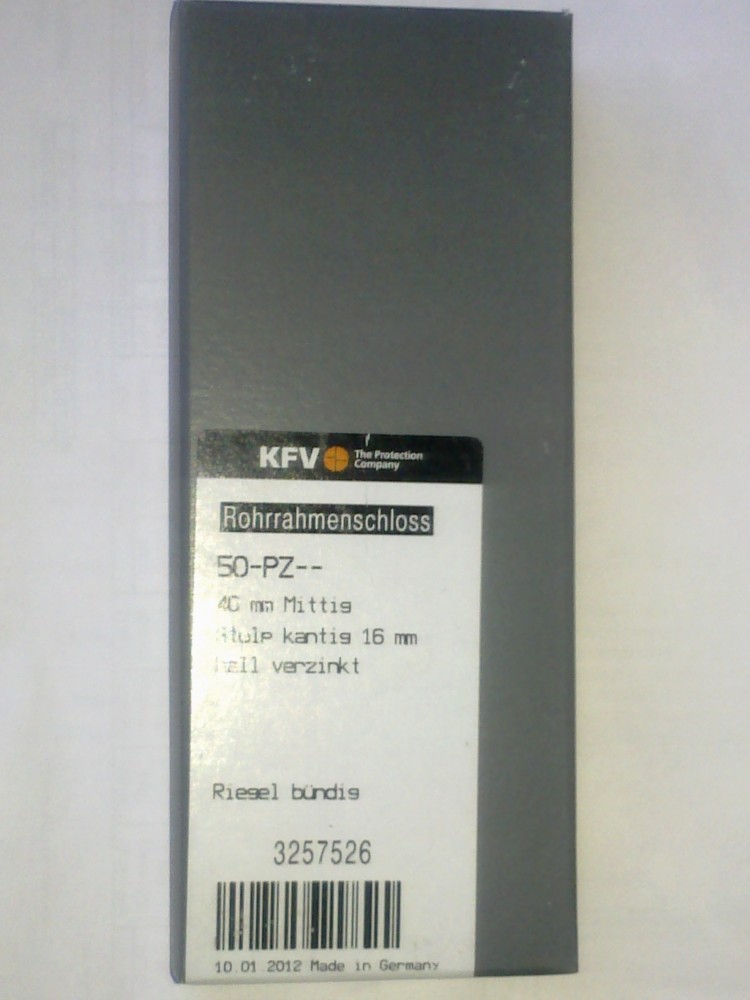 KFV The Protection Company
Rohrrahmenschloss
50-PZ--
40 mm Mittig
Stulp kantig 16 mm
hell verzinkt
Riegel bündig
3257526
10.01.2012 Made in Germany